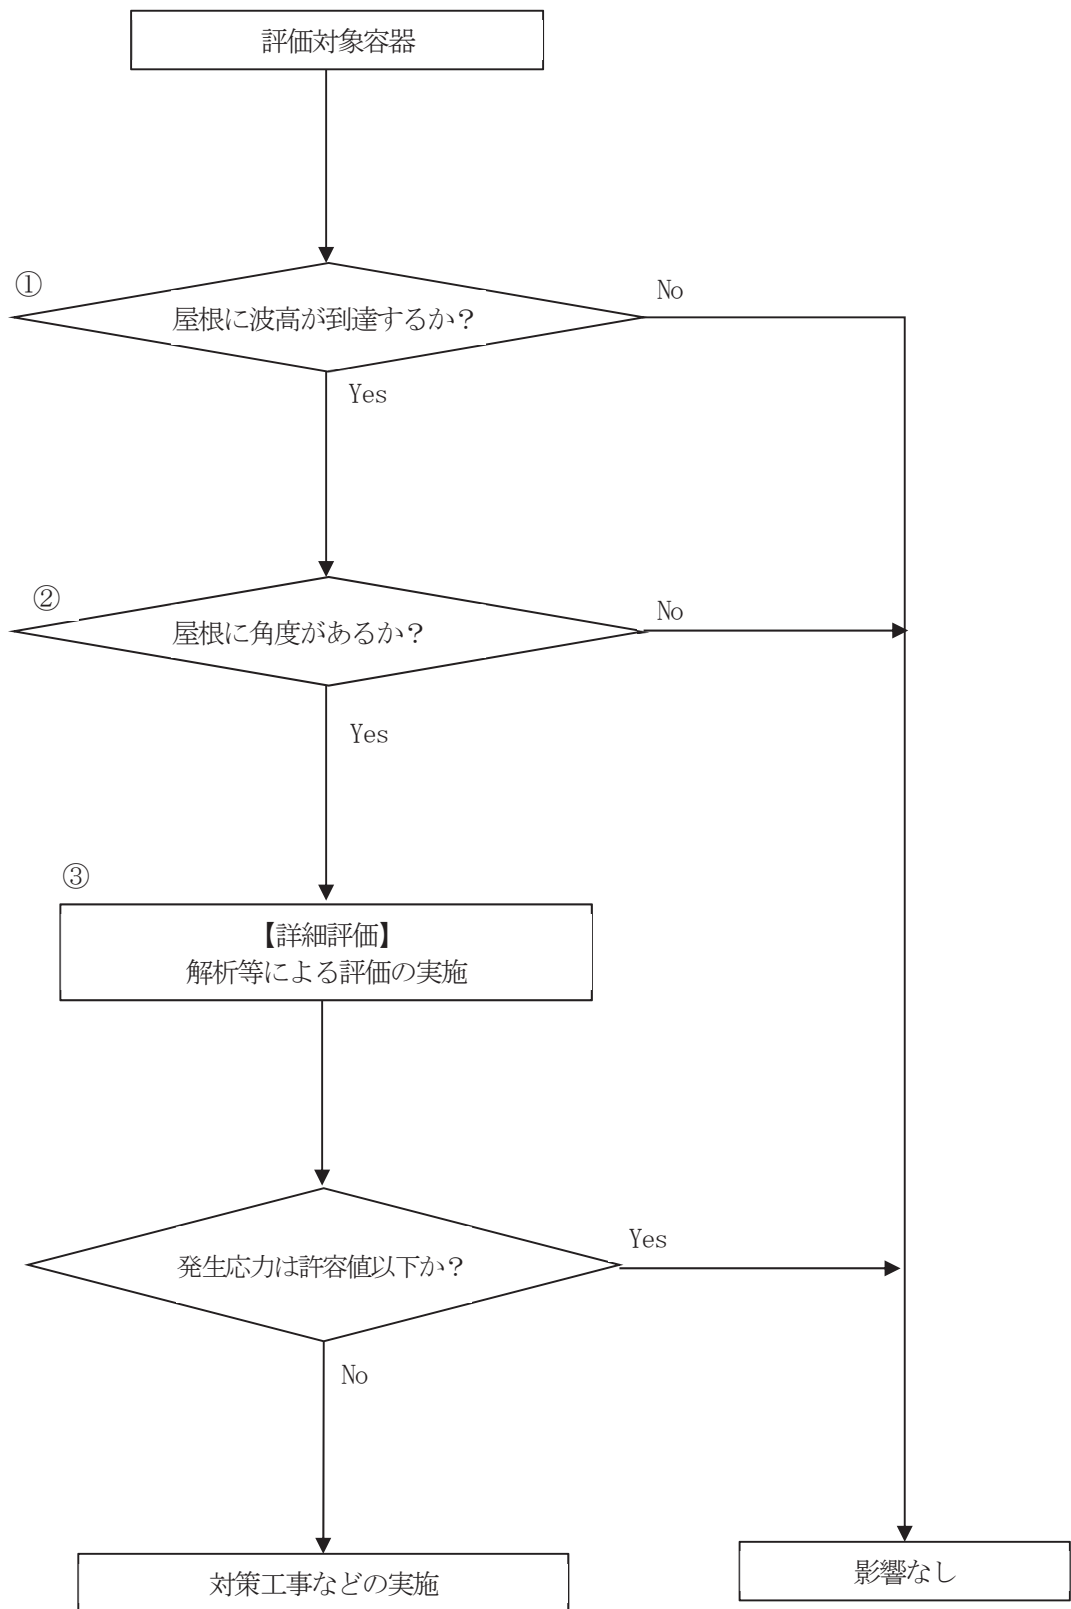 評価対象容器
①
屋根に波高が到達するか？
No
Yes
②
屋根に角度があるか？
No
Yes
③
【詳細評価】
解析等による評価の実施
発生応力は許容値以下か？
Yes
No
対策工事などの実施
影響なし